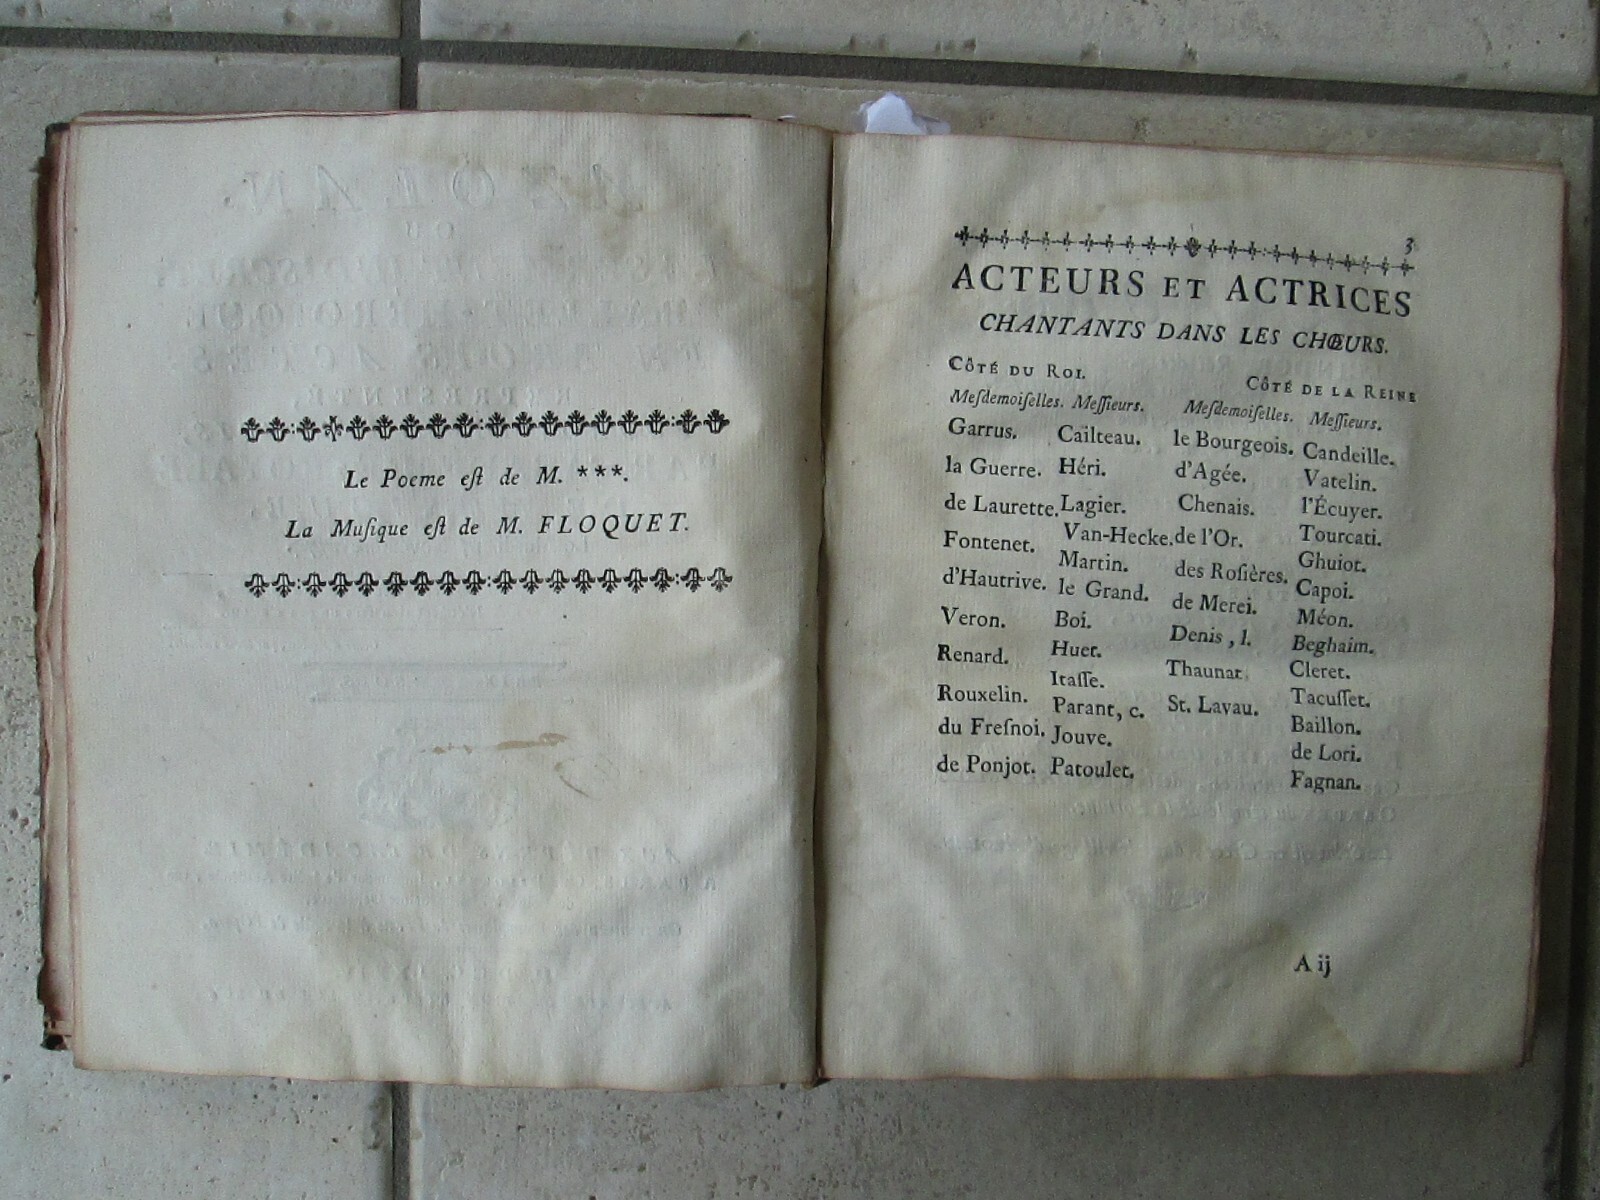 Le Poeme eſt de M. ***.
La Muſique eſt de M. FLOQUET.
3
ACTEURS ET ACTRICES
CHANTANTS DANS LES CHŒURS.
CÔTÉ DU ROI.
Meſdemoiſelles. Meſſieurs.
Garrus. Cailteau.
la Guerre. Héri.
de Laurette. Lagier.
Fontenet. Van-Hecke.
d'Hautrive. Martin.
Veron. le Grand.
Renard. Boi.
Rouxelin. Huet.
du Freſnoi. Itaſſe.
de Ponjot. Parant, c.
Jouve.
Patoulet.
CÔTÉ DE LA REINE
Meſdemoiſelles. Meſſieurs.
le Bourgeois. Candeille.
d'Agée. Vatelin.
Chenais. l'Écuyer.
de l'Or. Tourcati.
des Roſières. Ghuiot.
de Merei. Capoi.
Denis, l. Méon.
Thaunat. Beghaim.
St. Lavau. Cleret.
Tacuſſet.
Baillon.
de Lori.
Fagnan.
A ij